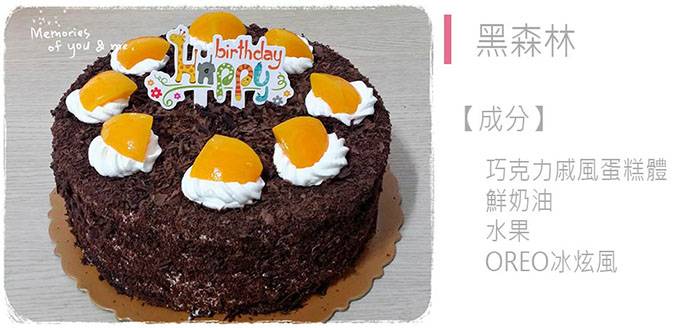 Memories
of you & me.
birthday
Happy
黑森林
【成分】
巧克力戚風蛋糕體
鮮奶油
水果
OREO冰炫風